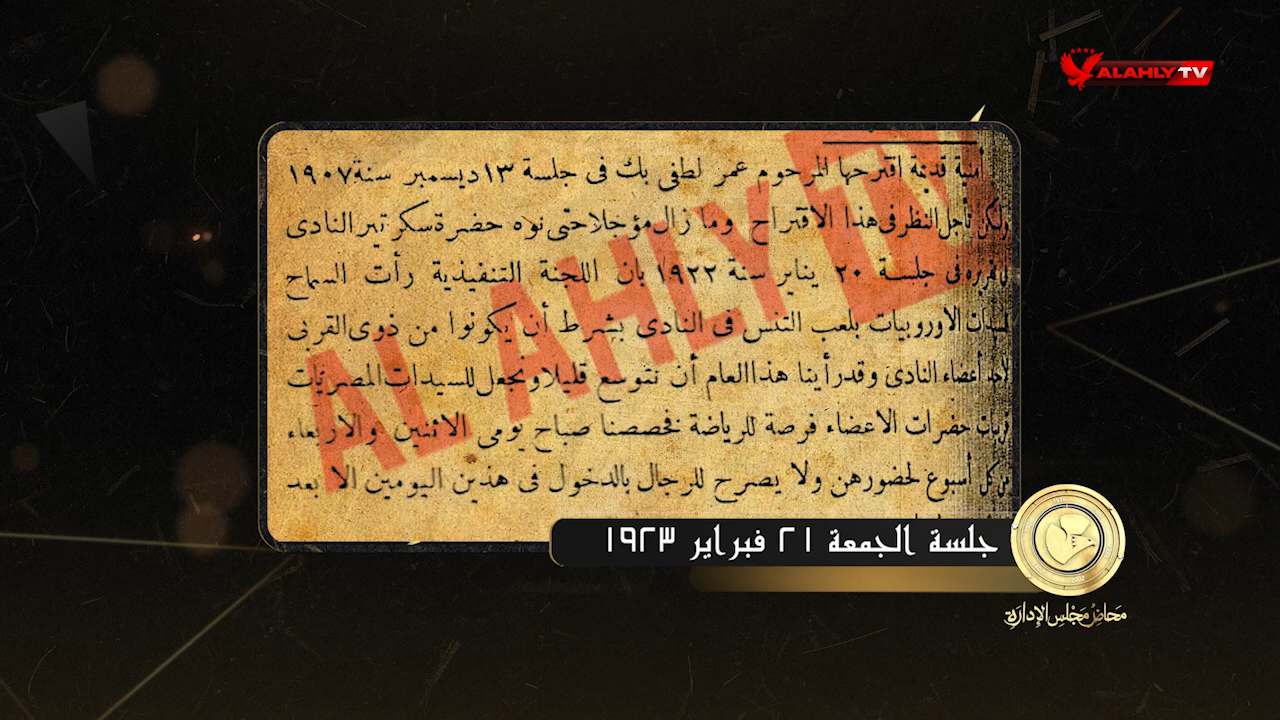 ALAHLY TV
أمنية قديمة اقترحها المرحوم عمر لطفى بك فى جلسة ١٣ ديسمبر سنة ١٩٠٧
ولكن تأجل النظر فى هذا الاقتراح وما زال مؤجلا حتى نوه حضرة سكرتير النادى
فى تقريره فى جلسة ٢٠ يناير سنة ١٩٢٢ بان اللجنة التنفيذية رأت السماح
للسيدات الاوروبيات بلعب التنس فى النادى بشرط أن يكونوا من ذوى القربى
لاحد أعضاء النادى وقد رأينا هذا العام أن نتوسع قليلا ونجعل للسيدات المصريات
قريبات حضرات الاعضاء فرصة للرياضة فخصصنا صباح يومى الاثنين والاربعاء
من كل أسبوع لحضورهن ولا يصرح للرجال بالدخول فى هذين اليومين الا بعد
AL AHLY TV
جلسة الجمعة ٢١ فبراير ١٩٢٣
محاضر مجلس الإدارة